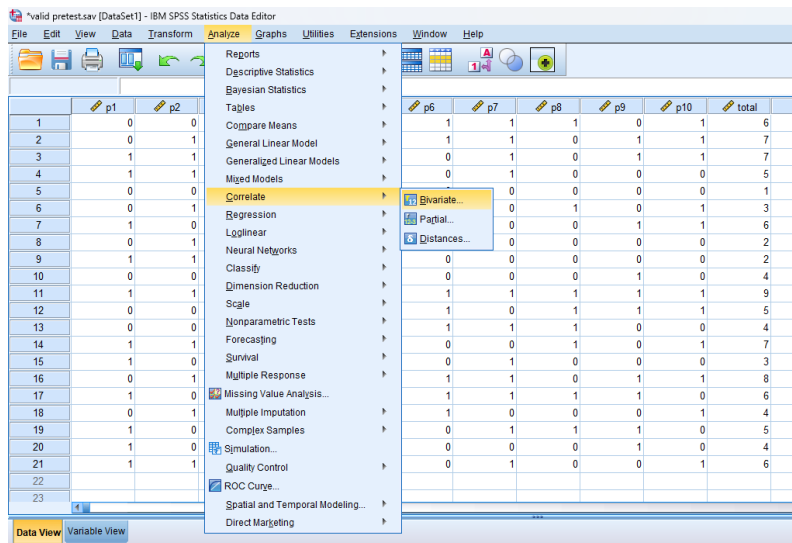 *valid pretest.sav [DataSet1] - IBM SPSS Statistics Data Editor
File Edit View Data Transform Analyze Graphs Utilities Extensions Window Help
Reports
Descriptive Statistics
Bayesian Statistics
Tables
Compare Means
General Linear Model
Generalized Linear Models
Mixed Models
Correlate
Regression
Loglinear
Neural Networks
Classify
Dimension Reduction
Scale
Nonparametric Tests
Forecasting
Survival
Multiple Response
Missing Value Analysis...
Multiple Imputation
Complex Samples
Simulation...
Quality Control
ROC Curve...
Spatial and Temporal Modeling...
Direct Marketing
Bivariate...
Partial...
Distances...
p1 p2 p6 p7 p8 p9 p10 total
1 0 0 1 1 1 0 1 6
2 0 1 1 1 0 1 1 7
3 1 1 0 1 0 1 1 7
4 1 1 0 1 0 0 0 5
5 0 0 0 0 0 0 1
6 0 1 0 1 0 1 3
7 1 0 0 0 1 1 6
8 0 1 0 0 0 0 2
9 1 1 0 0 0 0 0 2
10 0 0 0 0 0 1 0 4
11 1 1 1 1 1 1 1 9
12 0 0 1 0 1 1 1 5
13 0 0 1 1 1 0 0 4
14 1 1 0 0 1 0 1 7
15 1 0 0 1 0 0 0 3
16 0 1 1 1 0 1 1 8
17 1 0 1 1 1 1 0 6
18 0 1 1 0 0 0 1 4
19 1 0 0 1 1 1 0 5
20 1 0 0 0 0 1 0 4
21 1 1 0 1 0 0 1 6
22
23
Data View Variable View